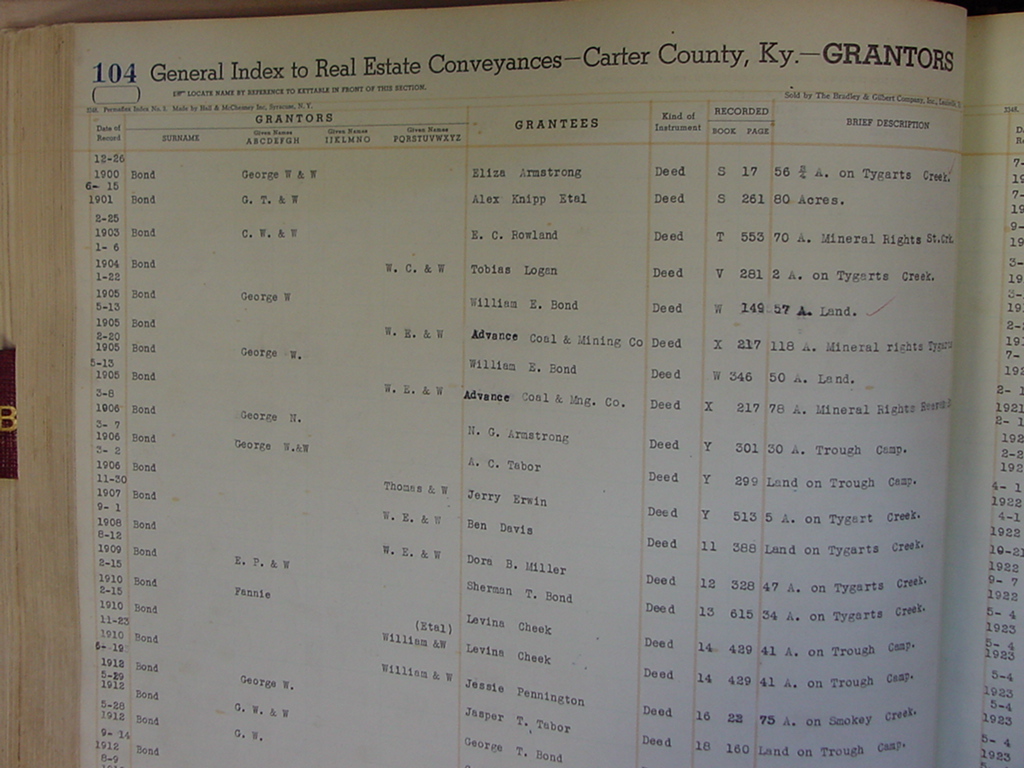 104 General Index to Real Estate Conveyances—Carter County, Ky.—GRANTORS
LOCATE NAME BY REFERENCE TO KEYTABLE IN FRONT OF THIS SECTION.
Sold by The Bradley & Gilbert Company, Inc.,
Permaflex Index No. 2. Made by Hall & McChesney Inc, Syracuse, N. Y.
Date of Record SURNAME GRANTORS Given Names ABCDEFGH Given Names IJKLMNO Given Names PQRSTUVWXYZ GRANTEES Kind of Instrument RECORDED BOOK PAGE BRIEF DESCRIPTION
12-26
1900 Bond George W & W Eliza Armstrong Deed S 17 56 A. on Tygarts Creek.
6- 15
1901 Bond G. T. & W Alex Knipp Etal Deed S 261 80 Acres.
2-25
1903 Bond C. W. & W E. C. Rowland Deed T 553 70 A. Mineral Rights St.Crk
1- 6
1904 Bond W. C. & W Tobias Logan Deed V 281 2 A. on Tygarts Creek.
1-22
1905 Bond George W William E. Bond Deed W 149 57 A. Land.
5-13
1905 Bond W. E. & W Advance Coal & Mining Co Deed X 217 118 A. Mineral rights Tygarts
2-20
1905 Bond George W. William E. Bond Deed W 346 50 A. Land.
5-13
1905 Bond W. E. & W Advance Coal & Mng. Co. Deed X 217 78 A. Mineral Rights
3-8
1906 Bond George N. N. G. Armstrong Deed Y 301 30 A. Trough Camp.
3- 7
1906 Bond George N.&W A. C. Tabor Deed Y 299 Land on Trough Camp.
3- 2
1906 Bond Thomas & W Jerry Erwin Deed Y 513 5 A. on Tygart Creek.
11-30
1907 Bond W. E. & W Ben Davis Deed 11 388 Land on Tygarts Creek.
9- 1
1908 Bond W. E. & W Dora B. Miller Deed 12 328 47 A. on Tygarts Creek.
8-12
1909 Bond E. P. & W Sherman T. Bond Deed 13 615 34 A. on Tygarts Creek.
2-15
1910 Bond Fannie Levina Cheek Deed 14 429 41 A. on Trough Camp.
2-15
1910 Bond (Etal) William &W Levina Cheek Deed 14 429 41 A. on Trough Camp.
11-23
1910 Bond William & W Jessie Pennington Deed 16 22 75 A. on Smokey Creek.
6- 19
1912 Bond George W. Jasper T. Tabor Deed 18 160 Land on Trough Camp.
5-29
1912 Bond G. W. & W George T. Bond
5-28
1912 Bond G. W.
9- 14
1912 Bond
8-9
B